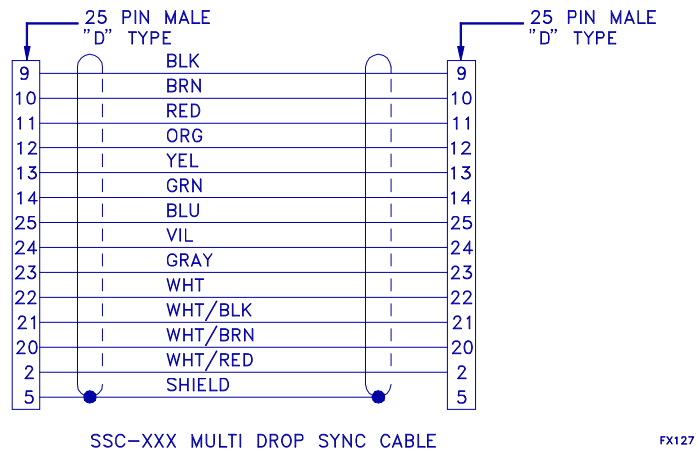 25 PIN MALE
"D" TYPE
25 PIN MALE
"D" TYPE
9 BLK 9
10 BRN 10
11 RED 11
12 ORG 12
13 YEL 13
14 GRN 14
25 BLU 25
24 VIL 24
23 GRAY 23
22 WHT 22
21 WHT/BLK 21
20 WHT/BRN 20
2 WHT/RED 2
5 SHIELD 5
SSC-XXX MULTI DROP SYNC CABLE
FX127